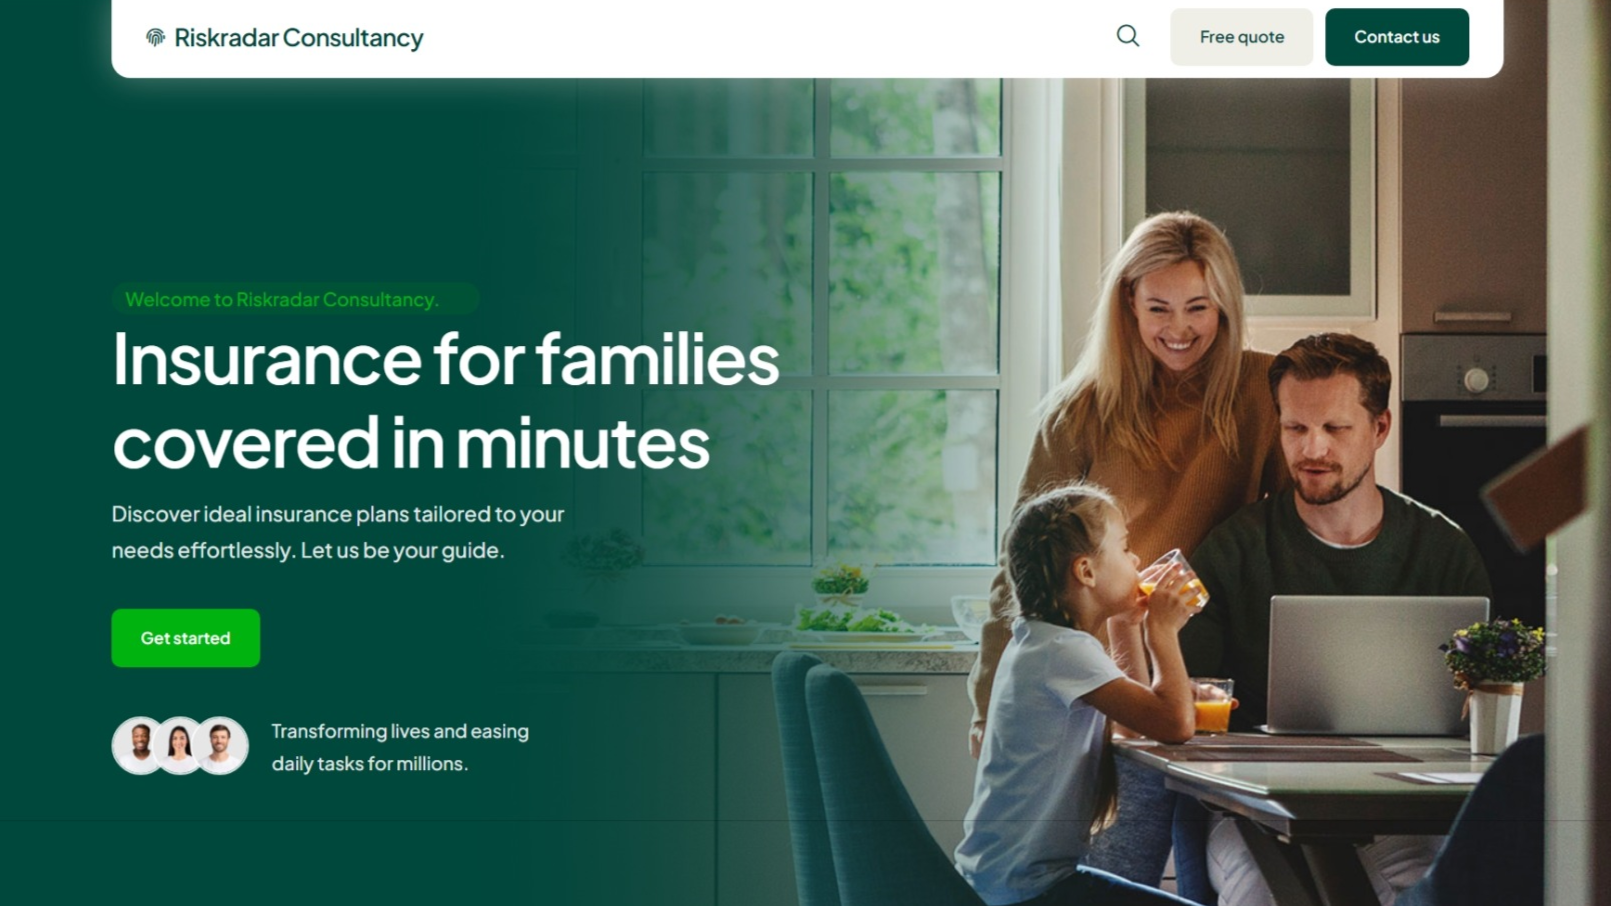 Riskradar Consultancy
Free quote
Contact us
Welcome to Riskradar Consultancy.
Insurance for families
covered in minutes
Discover ideal insurance plans tailored to your
needs effortlessly. Let us be your guide.
Get started
Transforming lives and easing
daily tasks for millions.